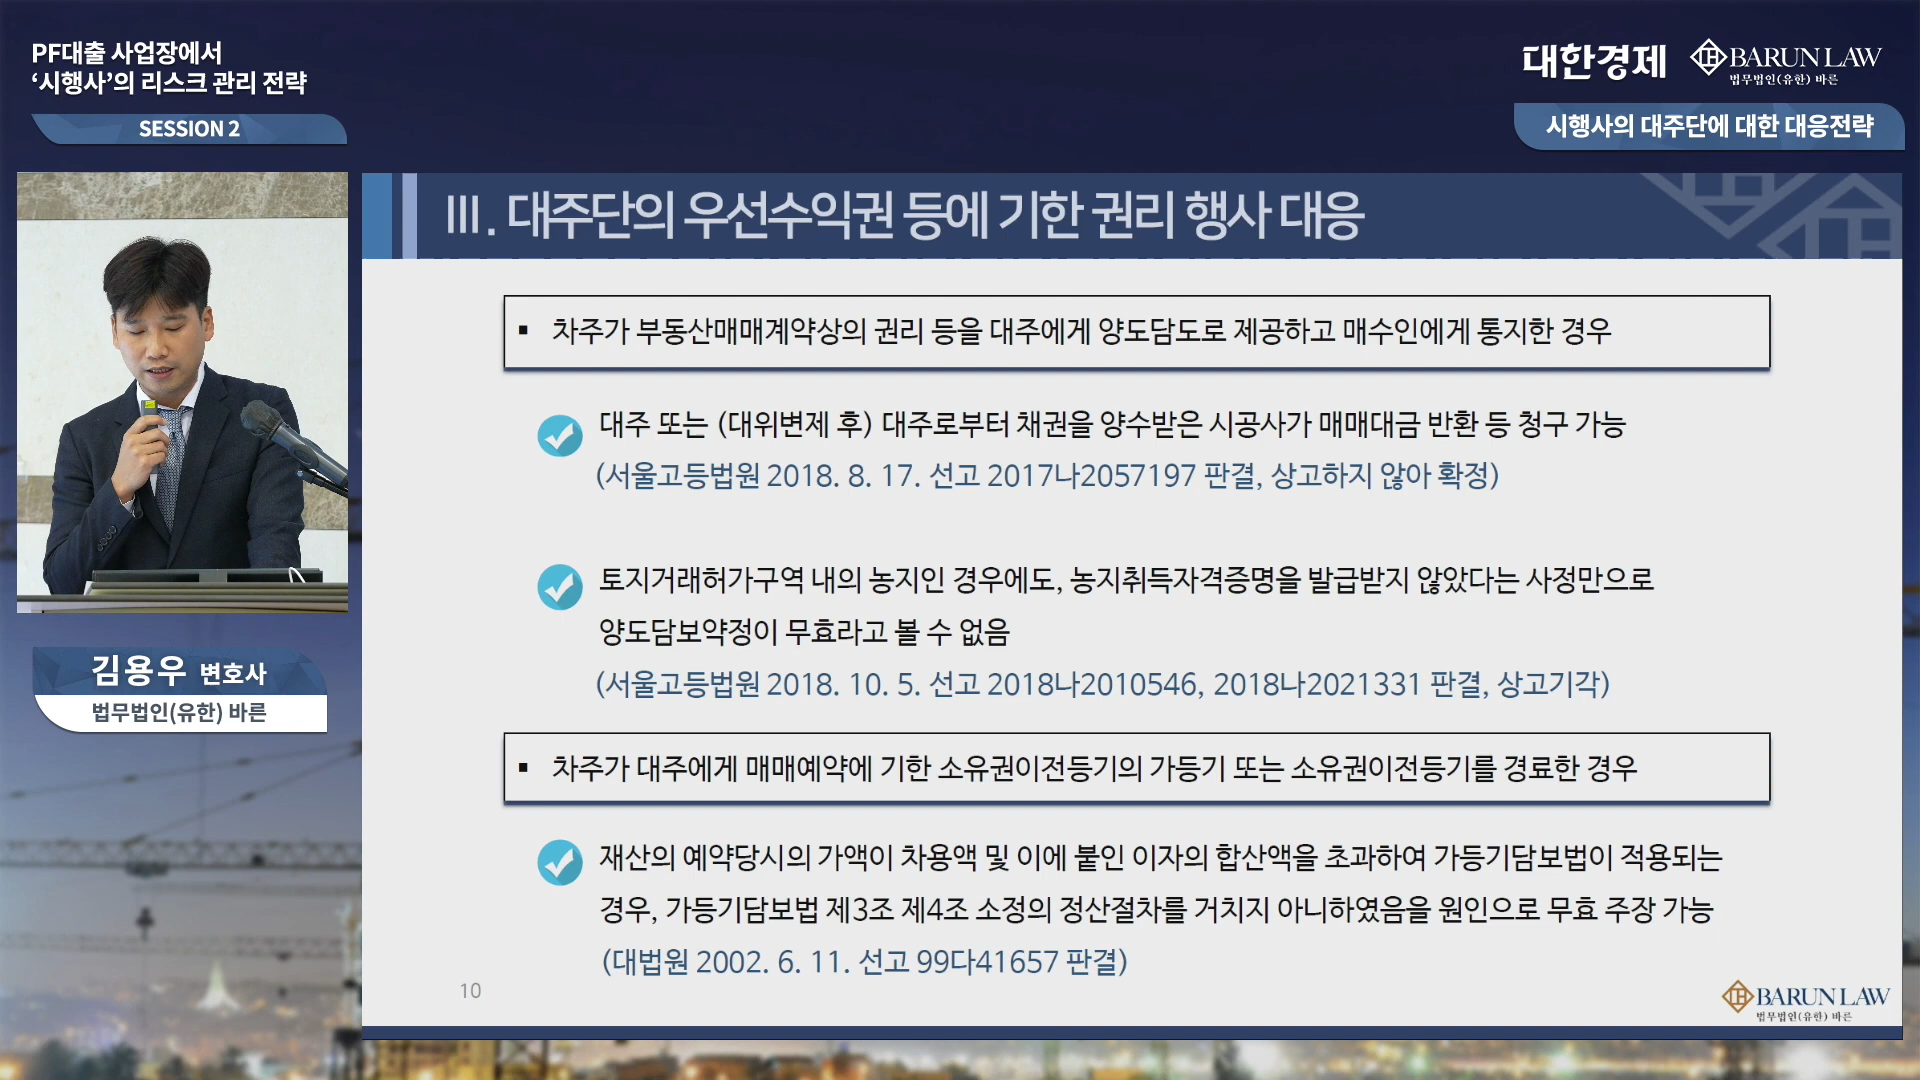 PF대출 사업장에서
‘시행사’의 리스크 관리 전략
SESSION 2
대한경제
BARUN LAW
법무법인(유한) 바른
시행사의 대주단에 대한 대응전략
김용우 변호사
법무법인(유한) 바른
III. 대주단의 우선수익권 등에 기한 권리 행사 대응
▪ 차주가 부동산매매계약상의 권리 등을 대주에게 양도담도로 제공하고 매수인에게 통지한 경우
대주 또는 (대위변제 후) 대주로부터 채권을 양수받은 시공사가 매매대금 반환 등 청구 가능
(서울고등법원 2018. 8. 17. 선고 2017나2057197 판결, 상고하지 않아 확정)
토지거래허가구역 내의 농지인 경우에도, 농지취득자격증명을 발급받지 않았다는 사정만으로
양도담보약정이 무효라고 볼 수 없음
(서울고등법원 2018. 10. 5. 선고 2018나2010546, 2018나2021331 판결, 상고기각)
▪ 차주가 대주에게 매매예약에 기한 소유권이전등기의 가등기 또는 소유권이전등기를 경료한 경우
재산의 예약당시의 가액이 차용액 및 이에 붙인 이자의 합산액을 초과하여 가등기담보법이 적용되는
경우, 가등기담보법 제3조 제4조 소정의 정산절차를 거치지 아니하였음을 원인으로 무효 주장 가능
(대법원 2002. 6. 11. 선고 99다41657 판결)
10
BARUN LAW
법무법인(유한) 바른